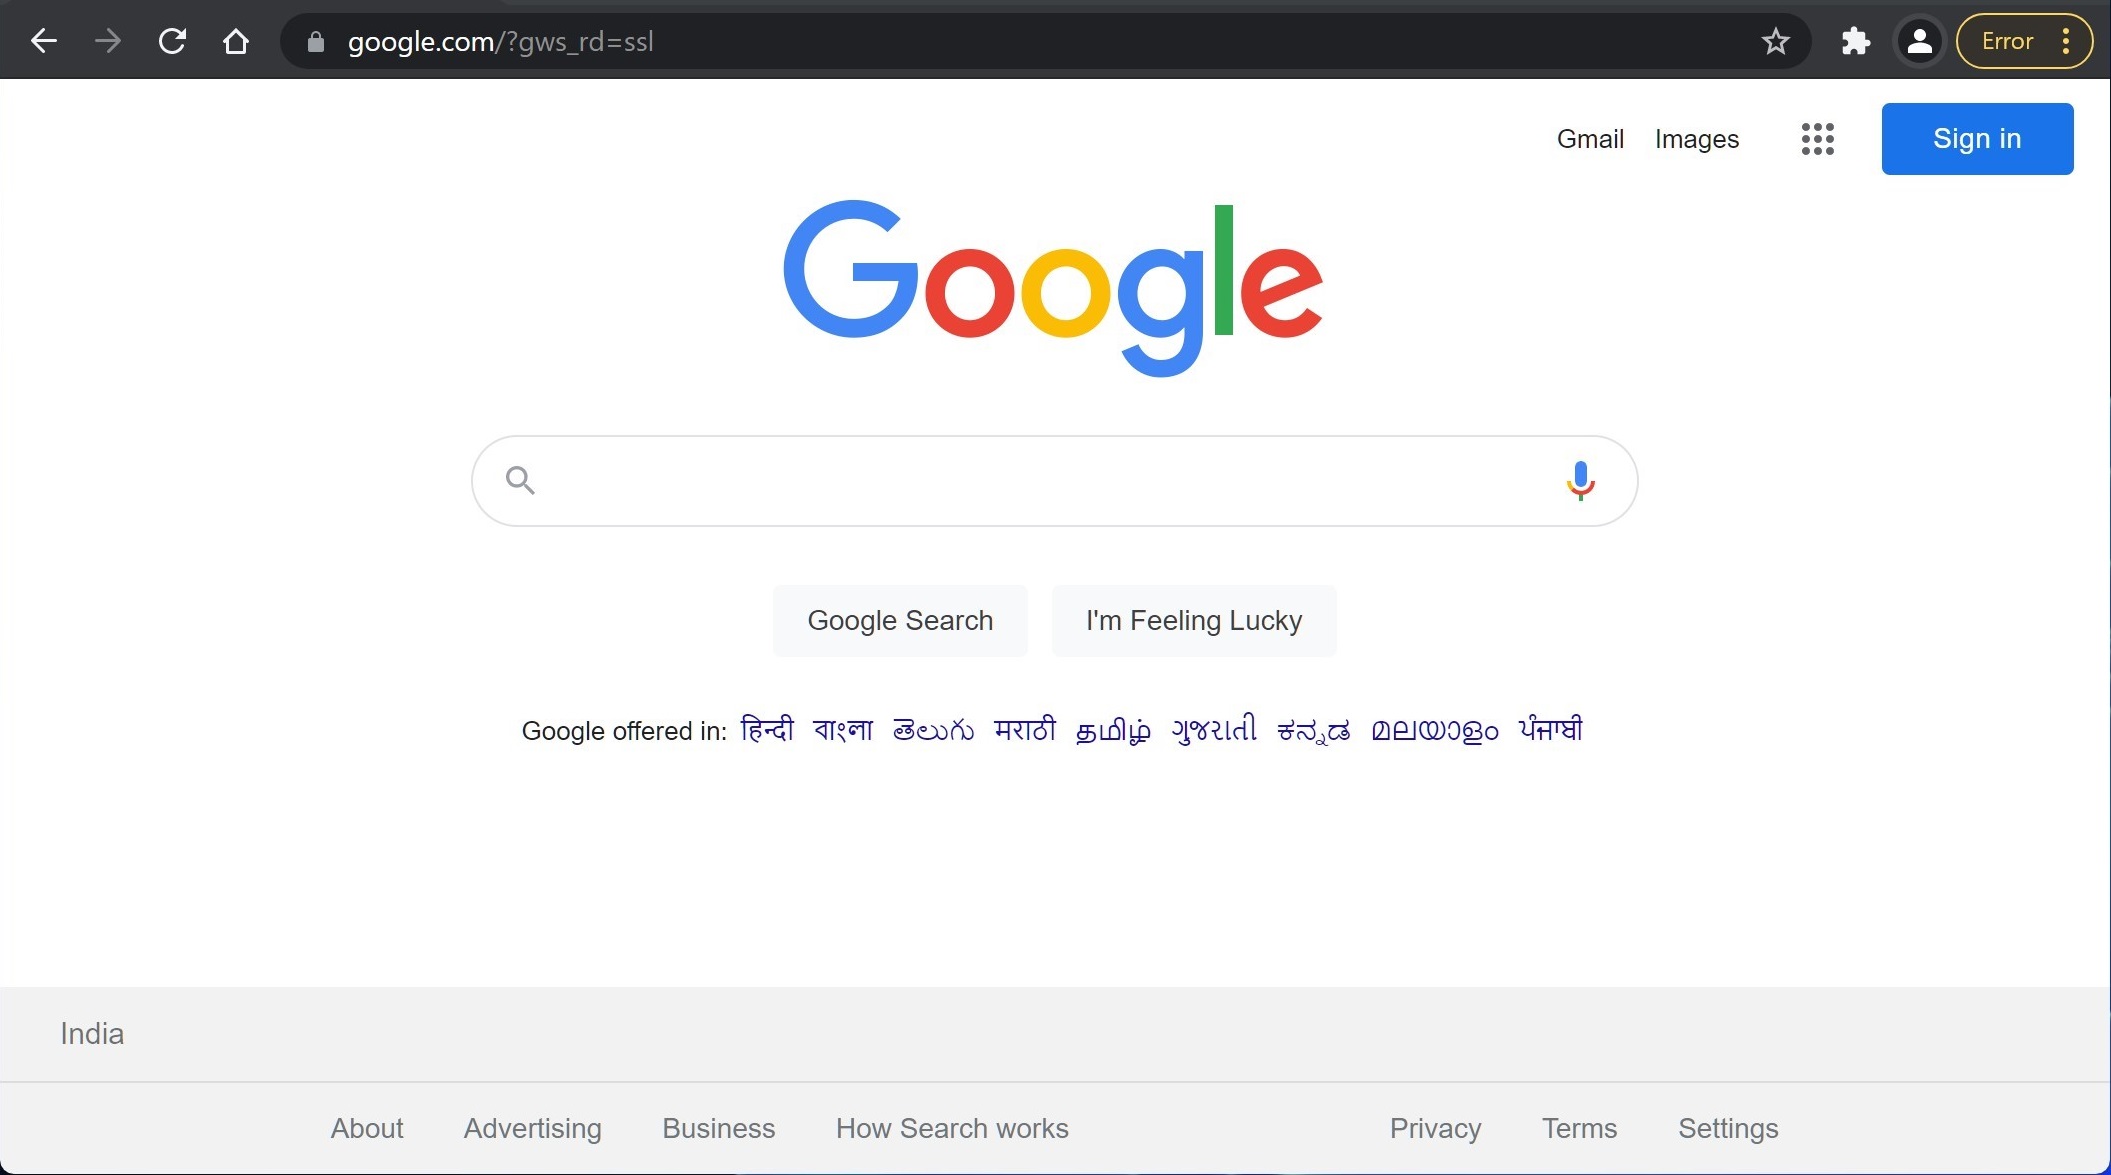 google.com/?gws_rd=ssl
Error
Gmail Images Sign in
Google
Google Search I'm Feeling Lucky
Google offered in: हिन्दी বাংলা తెలుగు मराठी தமிழ் ગુજરાતી ಕನ್ನಡ മലയാളം ਪੰਜਾਬੀ
India
About Advertising Business How Search works Privacy Terms Settings